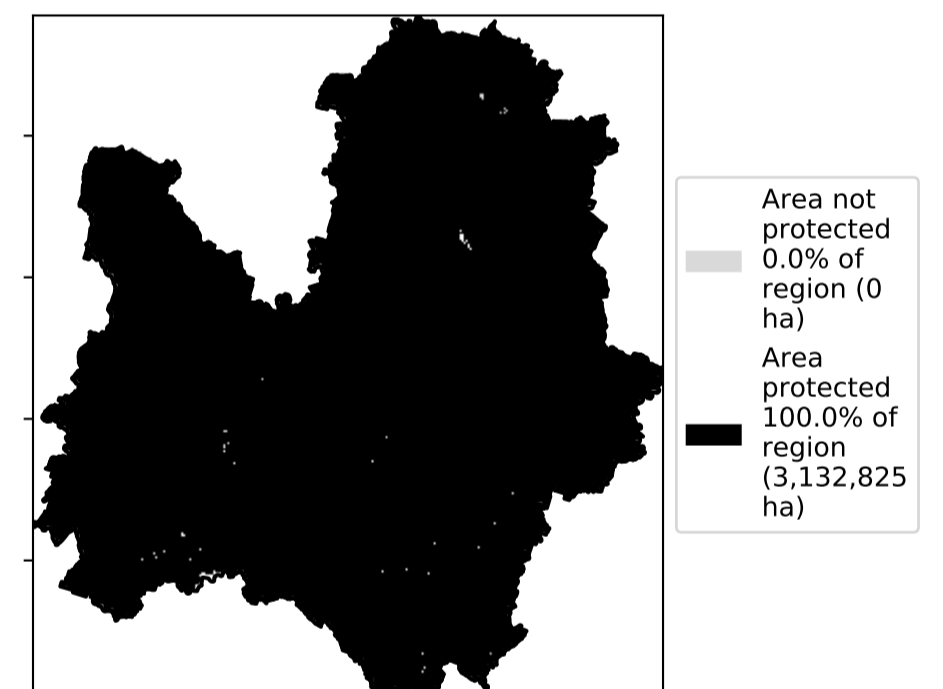 Area not
protected
0.0% of
region (0
ha)
Area
protected
100.0% of
region
(3,132,825
ha)